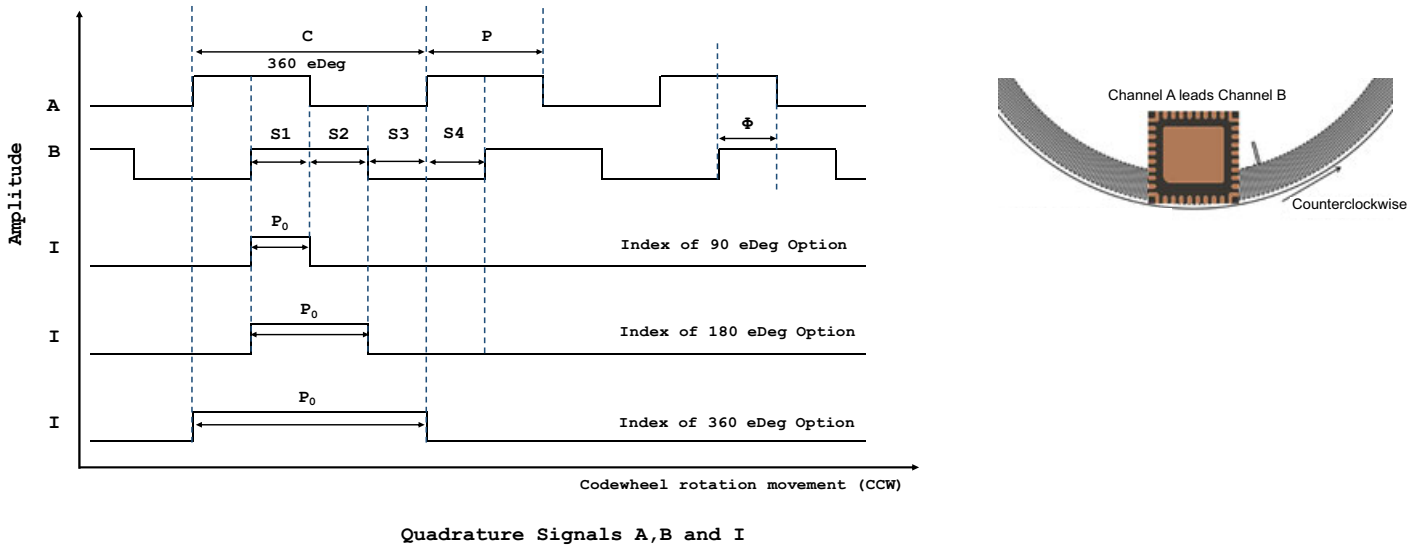 C
P
360 eDeg
Channel A leads Channel B
A
S1 S2 S3 S4
Φ
B
Amplitude
Counterclockwise
P0
I
Index of 90 eDeg Option
P0
I
Index of 180 eDeg Option
P0
I
Index of 360 eDeg Option
Codewheel rotation movement (CCW)
Quadrature Signals A,B and I